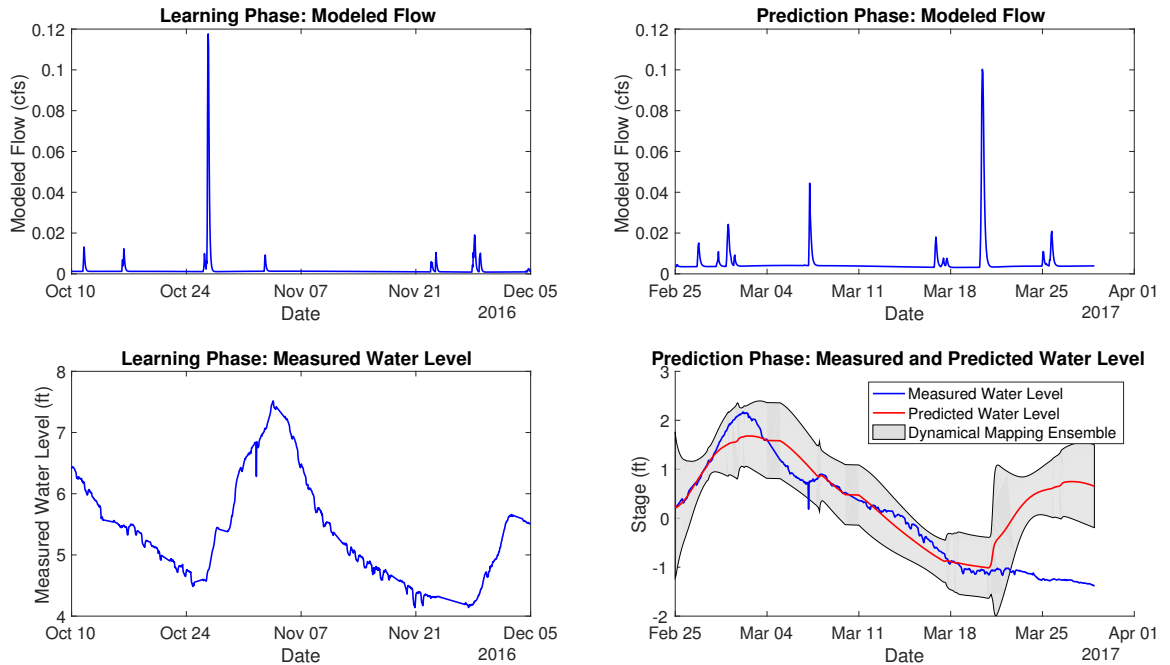 Learning Phase: Modeled Flow
0.12
0.1
0.08
0.06
0.04
0.02
0
Modeled Flow (cfs)
Oct 10
Oct 24
Nov 07
Nov 21
Dec 05
Date
2016
Prediction Phase: Modeled Flow
0.12
0.1
0.08
0.06
0.04
0.02
0
Modeled Flow (cfs)
Feb 25
Mar 04
Mar 11
Mar 18
Mar 25
Apr 01
Date
2017
Learning Phase: Measured Water Level
8
7
6
5
4
Measured Water Level (ft)
Oct 10
Oct 24
Nov 07
Nov 21
Dec 05
Date
2016
Prediction Phase: Measured and Predicted Water Level
3
2
1
0
-1
-2
Stage (ft)
Measured Water Level
Predicted Water Level
Dynamical Mapping Ensemble
Feb 25
Mar 04
Mar 11
Mar 18
Mar 25
Apr 01
Date
2017